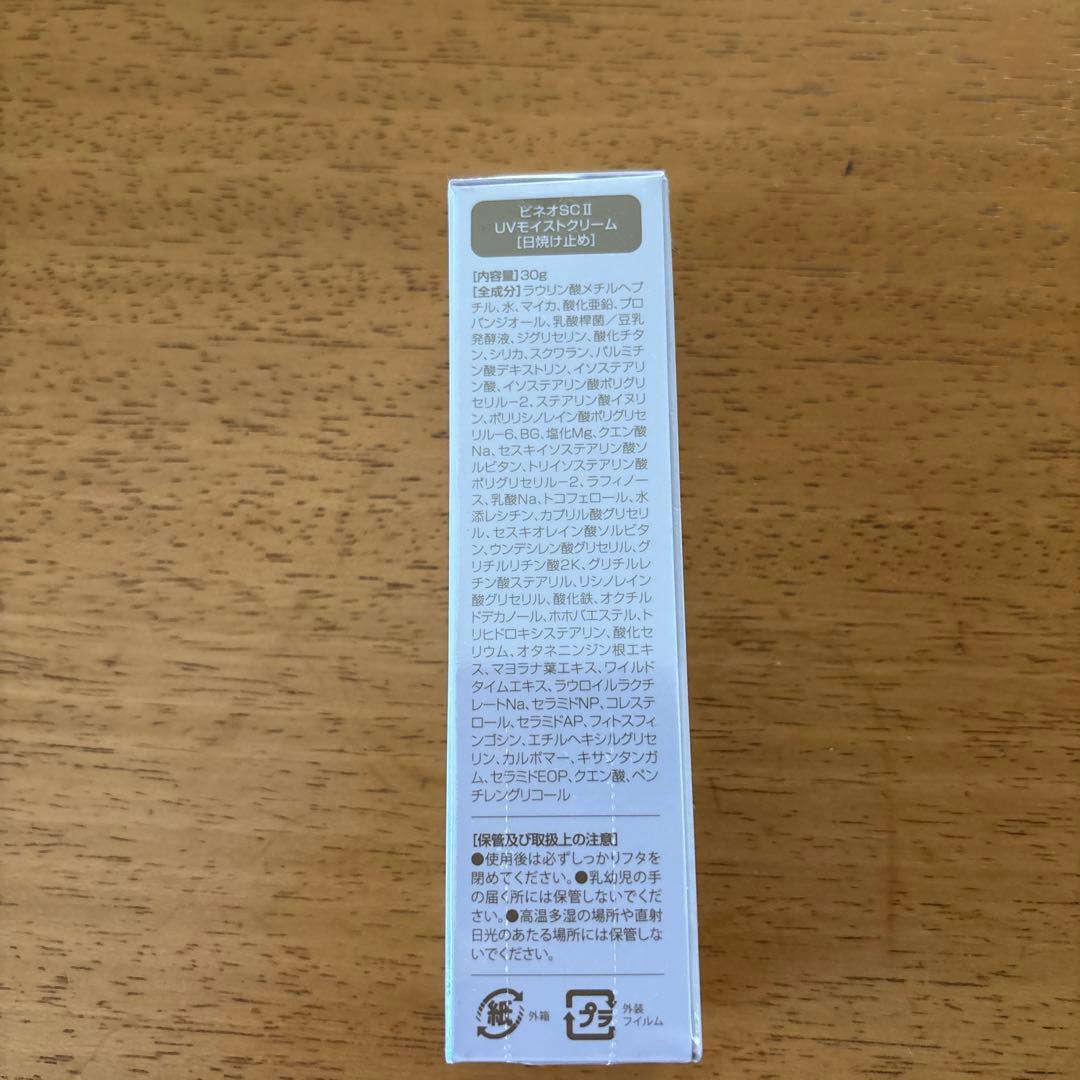 ビネオSCⅡ
UVモイストクリーム
[日焼け止め]
[内容量]30g
[全成分]ラウリン酸メチルヘプ
チル、水、マイカ、酸化亜鉛、プロ
パンジオール、乳酸桿菌/豆乳
発酵液、ジグリセリン、酸化チタ
ン、シリカ、スクワラン、パルミチ
ン酸デキストリン、イソステアリ
ン酸、イソステアリン酸ポリグリ
セリル-2、ステアリン酸イヌリ
ン、ポリリシノレイン酸ポリグリセ
リル-6、BG、塩化Mg、クエン酸
Na、セスキイソステアリン酸ソ
ルビタン、トリイソステアリン酸
ポリグリセリル-2、ラフィノー
ス、乳酸Na、トコフェロール、水
添レシチン、カプリル酸グリセリ
ル、セスキオレイン酸ソルビタ
ン、ウンデシレン酸グリセリル、グ
リチルリチン酸2K、グリチルレ
チン酸ステアリル、リシノレイン
酸グリセリル、酸化鉄、オクチル
ドデカノール、ホホバエステル、ト
リヒドロキシステアリン、酸化セ
リウム、オタネニンジン根エキ
ス、マヨラナ葉エキス、ワイルド
タイムエキス、ラウロイルラクチ
レートNa、セラミドNP、コレステ
ロール、セラミドAP、フィトスフィ
ンゴシン、エチルヘキシルグリセ
リン、カルボマー、キサンタンガ
ム、セラミドEOP、クエン酸、ペン
チレングリコール
[保管及び取扱上の注意]
●使用後は必ずしっかりフタを
閉めてください。●乳幼児の手
の届く所には保管しないでくだ
さい。●高温多湿の場所や直射
日光のあたる場所には保管しな
いでください。
紙 外箱 プラ 外装
フイルム